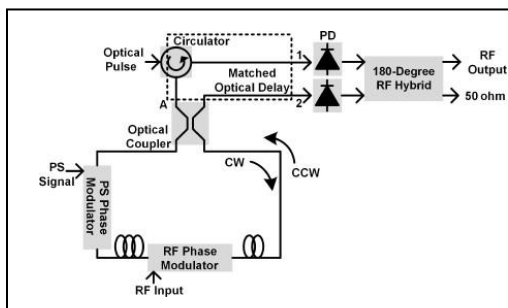 Circulator
Optical
Pulse
1
PD
Matched
Optical Delay
180-Degree
RF Hybrid
RF
Output
50 ohm
A
2
Optical
Coupler
CW
CCW
PS
Signal
PS Phase
Modulator
RF Phase
Modulator
RF Input